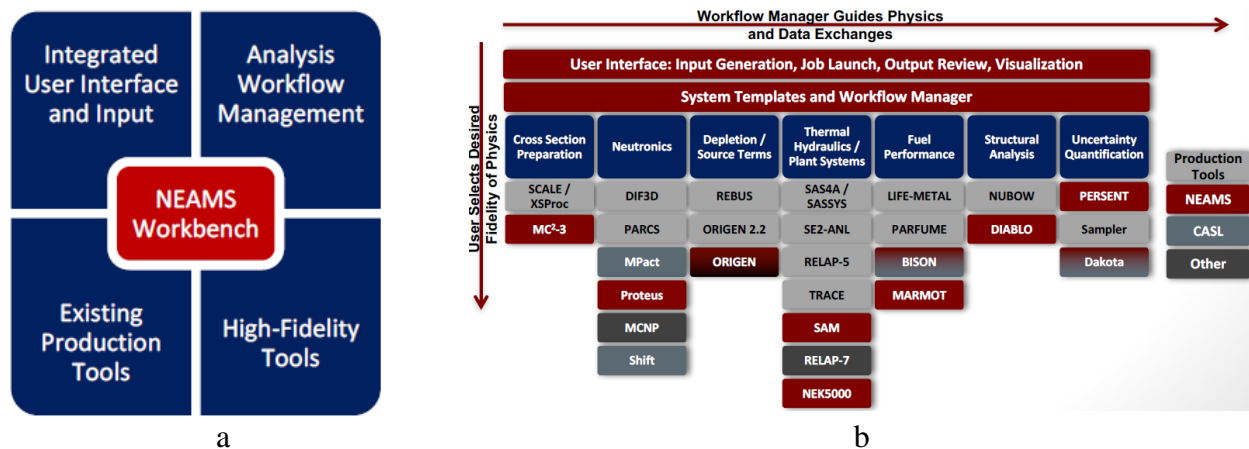 Integrated
User Interface
and Input
Analysis
Workflow
Management
NEAMS
Workbench
Existing
Production
Tools
High-Fidelity
Tools
a
Workflow Manager Guides Physics
and Data Exchanges
User Selects Desired
Fidelity of Physics
User Interface: Input Generation, Job Launch, Output Review, Visualization
System Templates and Workflow Manager
Cross Section
Preparation
SCALE /
XSProc
MC²-3
Neutronics
DIF3D
PARCS
MPact
Proteus
MCNP
Shift
Depletion /
Source Terms
REBUS
ORIGEN 2.2
ORIGEN
Thermal
Hydraulics /
Plant Systems
SAS4A /
SASSYS
SE2-ANL
RELAP-5
TRACE
SAM
RELAP-7
NEK5000
Fuel
Performance
LIFE-METAL
PARFUME
BISON
MARMOT
Structural
Analysis
NUBOW
DIABLO
Uncertainty
Quantification
PERSENT
Sampler
Dakota
Production
Tools
NEAMS
CASL
Other
b